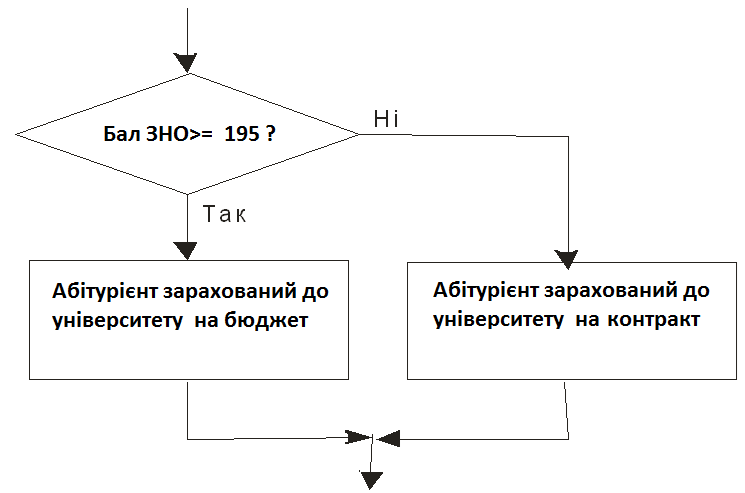 Бал ЗНО>= 195 ?
Ні
Так
Абітурієнт зарахований до
університету на бюджет
Абітурієнт зарахований до
університету на контракт